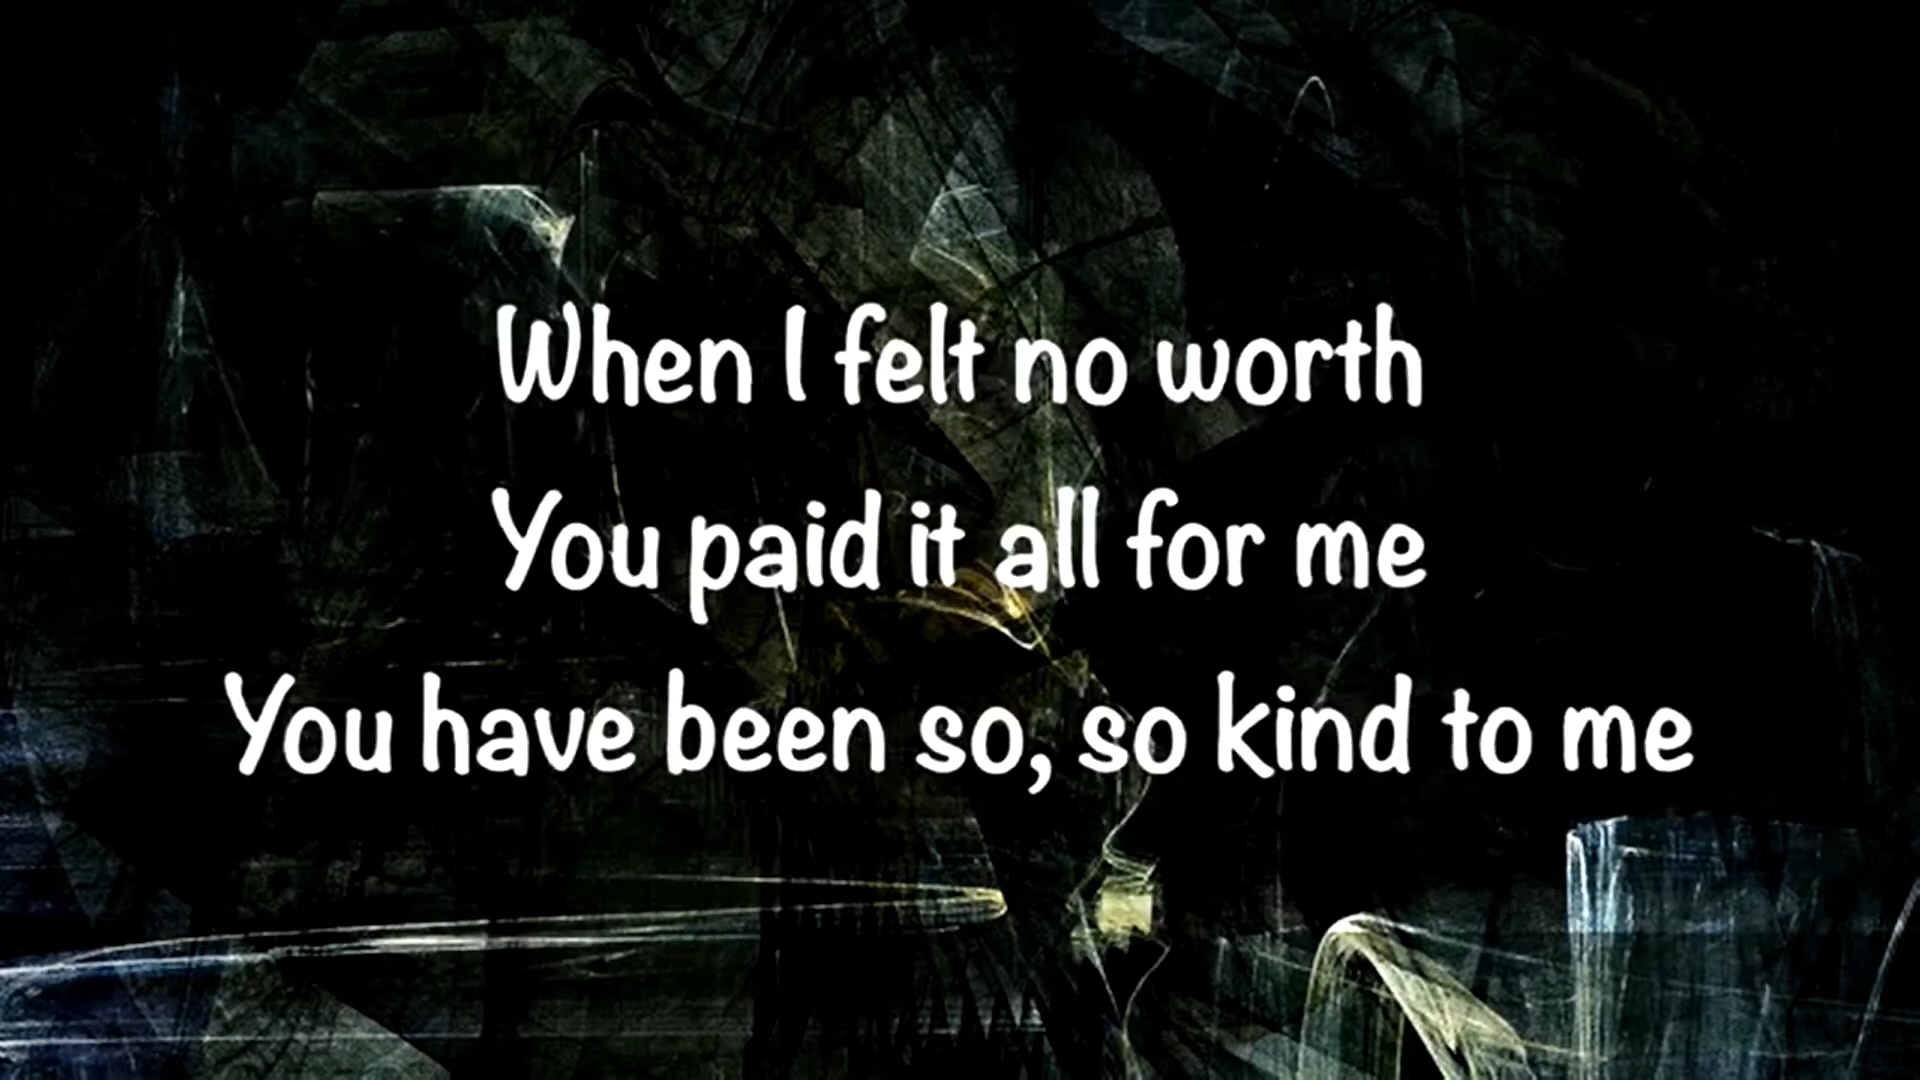 When I felt no worth
You paid it all for me
You have been so, so kind to me